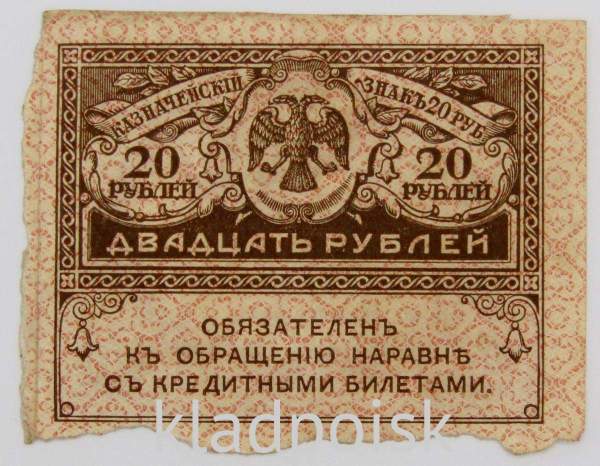 КАЗНАЧЕЙСКІЙ
ЗНАКЪ 20 РУБ.
20
РУБЛЕЙ
20
РУБЛЕЙ
ДВАДЦАТЬ РУБЛЕЙ
ОБЯЗАТЕЛЕНЪ
КЪ ОБРАЩЕНІЮ НАРАВНѢ
СЪ КРЕДИТНЫМИ БИЛЕТАМИ.
kladpoisk